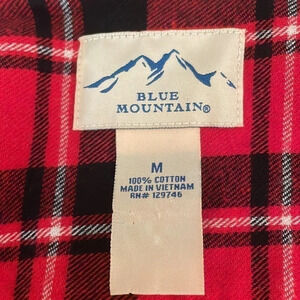 BLUE
MOUNTAIN®
M
100% COTTON
MADE IN VIETNAM
RN# 129746